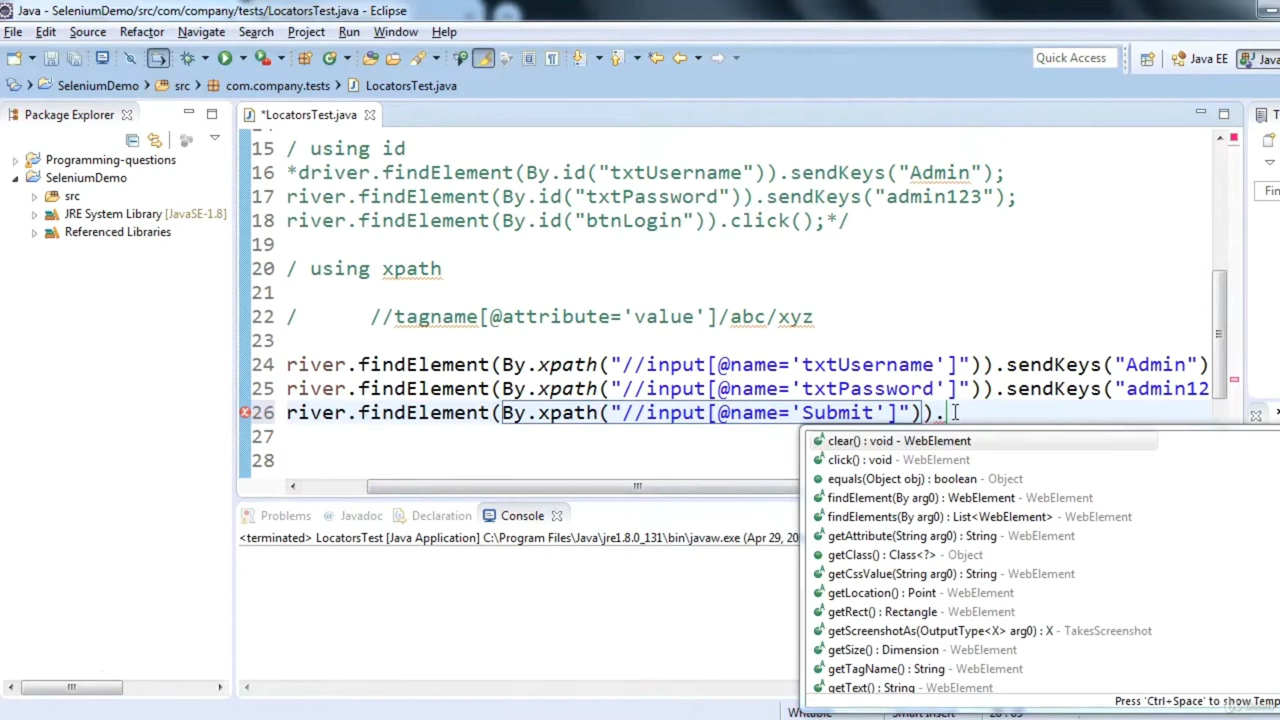 Java - SeleniumDemo/src/com/company/tests/LocatorsTest.java - Eclipse
File Edit Source Refactor Navigate Search Project Run Window Help
Quick Access Java EE Java
SeleniumDemo src com.company.tests LocatorsTest.java
Package Explorer
Programming-questions
SeleniumDemo
src
JRE System Library [JavaSE-1.8]
Referenced Libraries
*LocatorsTest.java
15 / using id
16 *driver.findElement(By.id("txtUsername")).sendKeys("Admin");
17 river.findElement(By.id("txtPassword")).sendKeys("admin123");
18 river.findElement(By.id("btnLogin")).click();*/
19
20 / using xpath
21
22 / //tagname[@attribute='value']/abc/xyz
23
24 river.findElement(By.xpath("//input[@name='txtUsername']")).sendKeys("Admin")
25 river.findElement(By.xpath("//input[@name='txtPassword']")).sendKeys("admin12
26 river.findElement(By.xpath("//input[@name='Submit']")).
27
28
clear() : void - WebElement
click() : void - WebElement
equals(Object obj) : boolean - Object
findElement(By arg0) : WebElement - WebElement
findElements(By arg0) : List<WebElement> - WebElement
getAttribute(String arg0) : String - WebElement
getClass() : Class<?> - Object
getCssValue(String arg0) : String - WebElement
getLocation() : Point - WebElement
getRect() : Rectangle - WebElement
getScreenshotAs(OutputType<X> arg0) : X - TakesScreenshot
getSize() : Dimension - WebElement
getTagName() : String - WebElement
getText() : String - WebElement
Press 'Ctrl+Space' to show Temp
Problems @ Javadoc Declaration Console
<terminated> LocatorsTest [Java Application] C:\Program Files\Java\jre1.8.0_131\bin\javaw.exe (Apr 29, 20
Fin
Writable Smart Insert